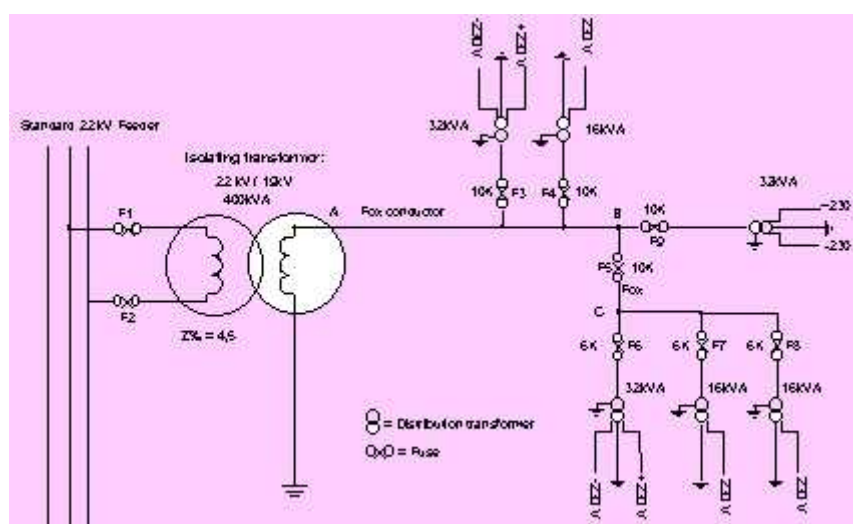 Standard 22kV Feeder
Isolating transformer:
22 kV / 19kV
400kVA
F1
F2
Z% = 4,5
A
Fox conductor
32kVA
16kVA
10K
F3
F4
10K
B
10K
F9
32kVA
~230
~230
F5
10K
Fox
C
6K
F6
6K
F7
6K
F8
32kVA
16kVA
16kVA
= Distribution transformer
= Fuse